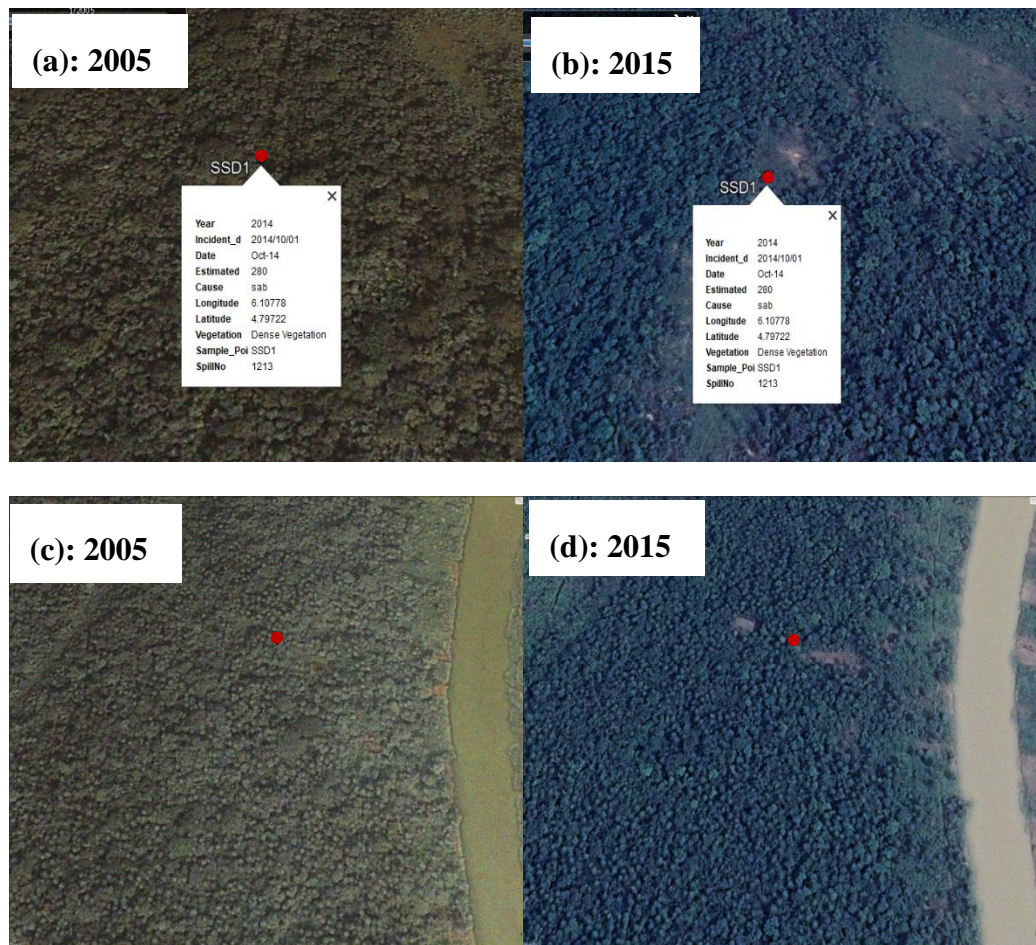 1/2005
(a): 2005
(b): 2015
SSD1
Year 2014
Incident_d 2014/10/01
Date Oct-14
Estimated 280
Cause sab
Longitude 6.10778
Latitude 4.79722
Vegetation Dense Vegetation
Sample_Poi SSD1
SpillNo 1213
SSD1
Year 2014
Incident_d 2014/10/01
Date Oct-14
Estimated 280
Cause sab
Longitude 6.10778
Latitude 4.79722
Vegetation Dense Vegetation
Sample_Poi SSD1
SpillNo 1213
(c): 2005
(d): 2015